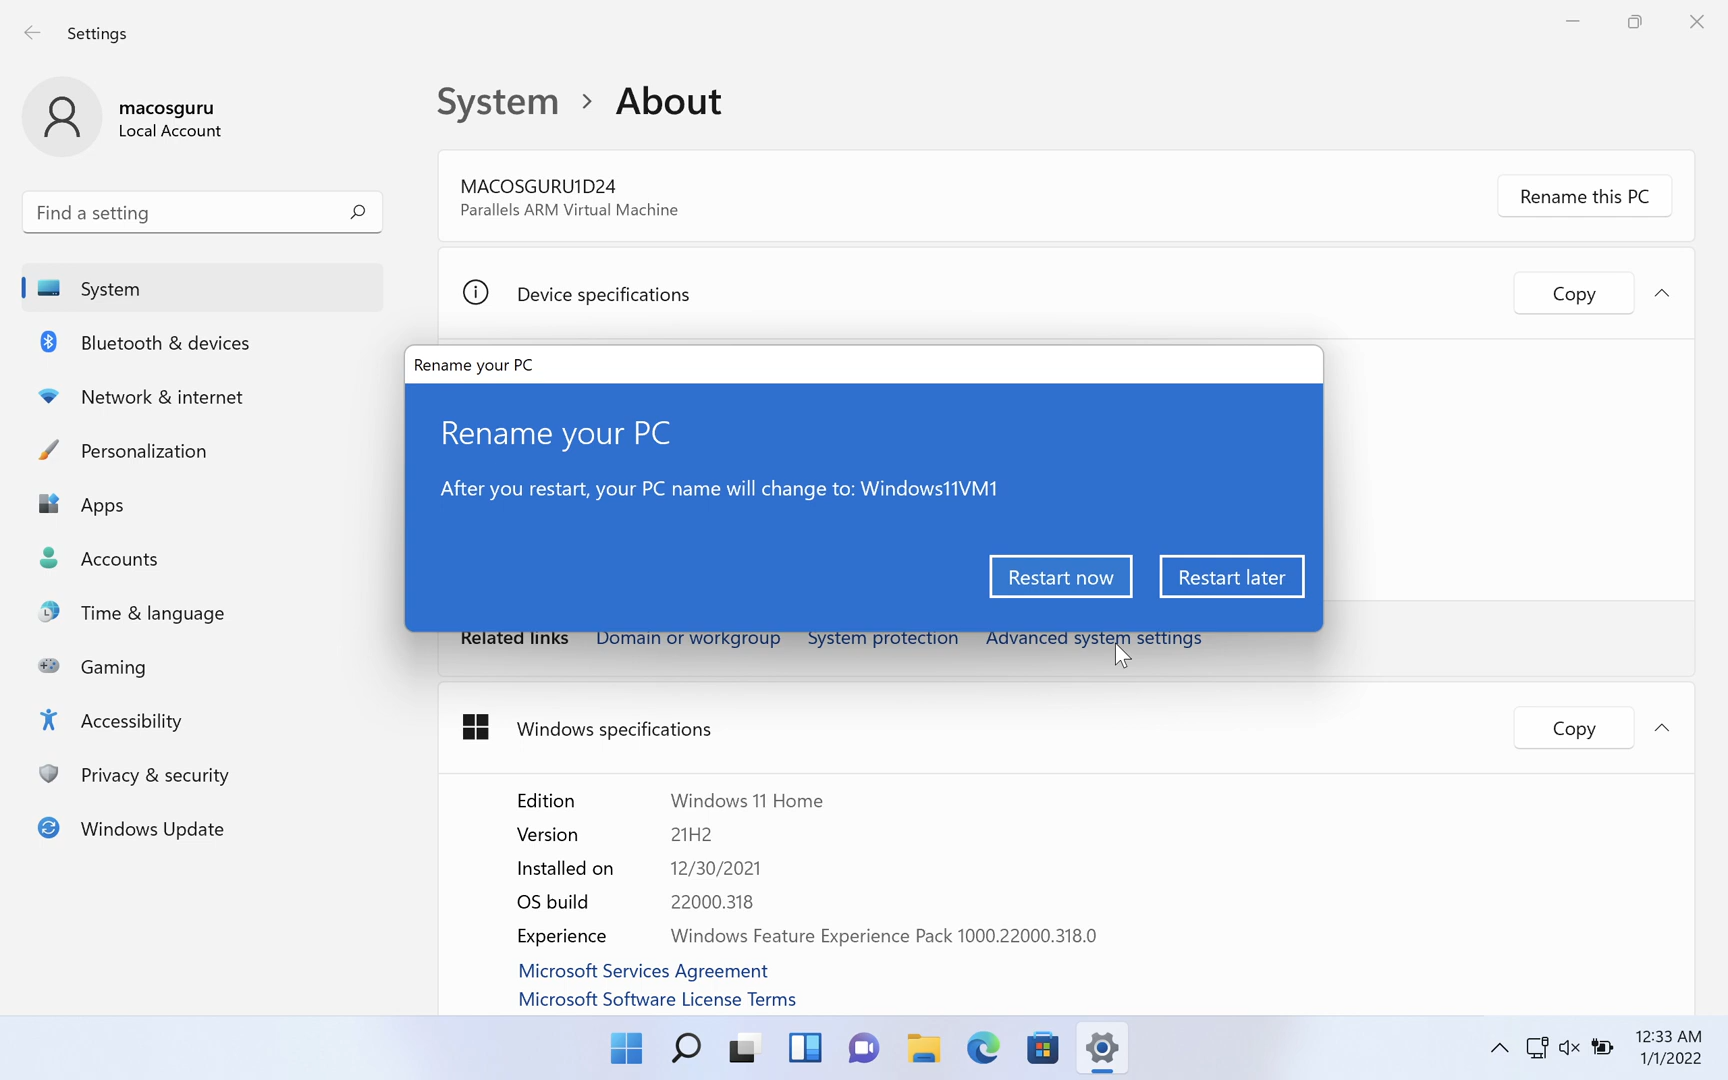 Settings
macosguru
Local Account
Find a setting
System
Bluetooth & devices
Network & internet
Personalization
Apps
Accounts
Time & language
Gaming
Accessibility
Privacy & security
Windows Update
System > About
MACOSGURU1D24
Parallels ARM Virtual Machine
Rename this PC
Device specifications
Copy
Rename your PC
Rename your PC
After you restart, your PC name will change to: Windows11VM1
Restart now
Restart later
Related links Domain or workgroup System protection Advanced system settings
Windows specifications
Copy
Edition Windows 11 Home
Version 21H2
Installed on 12/30/2021
OS build 22000.318
Experience Windows Feature Experience Pack 1000.22000.318.0
Microsoft Services Agreement
Microsoft Software License Terms
12:33 AM
1/1/2022